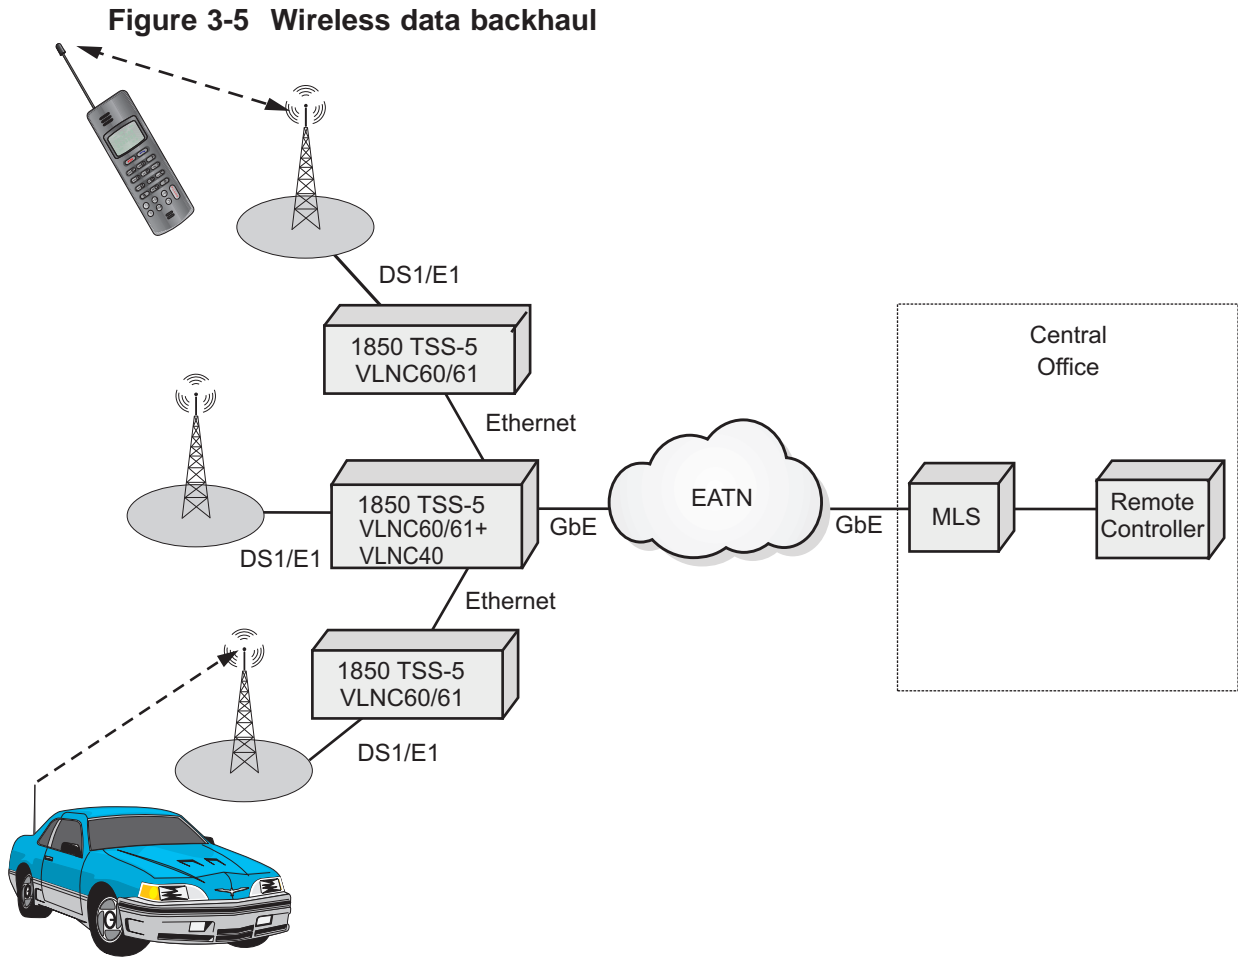 Figure 3-5 Wireless data backhaul
DS1/E1
1850 TSS-5
VLNC60/61
Ethernet
1850 TSS-5
VLNC60/61+
VLNC40
DS1/E1
GbE
EATN
GbE
Central
Office
MLS
Remote
Controller
Ethernet
1850 TSS-5
VLNC60/61
DS1/E1